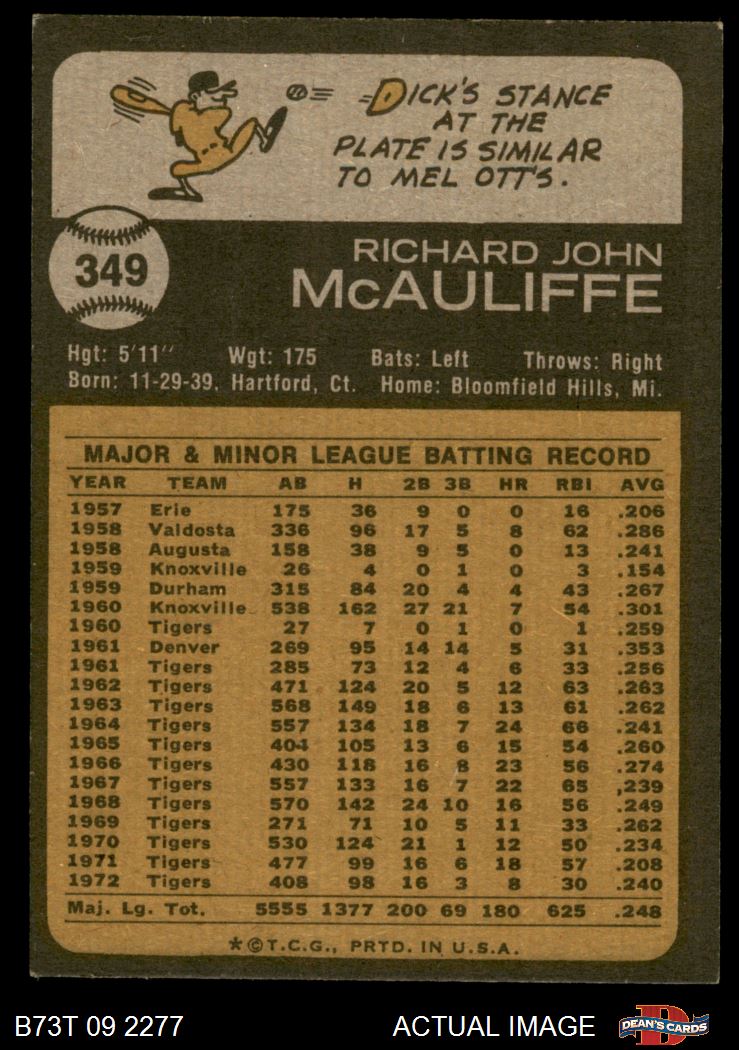 DICK'S STANCE
AT THE
PLATE IS SIMILAR
TO MEL OTT'S.
349
RICHARD JOHN
McAULIFFE
Hgt: 5'11" Wgt: 175 Bats: Left Throws: Right
Born: 11-29-39, Hartford, Ct. Home: Bloomfield Hills, Mi.
MAJOR & MINOR LEAGUE BATTING RECORD
YEAR TEAM AB H 2B 3B HR RBI AVG
1957 Erie 175 36 9 0 0 16 .206
1958 Valdosta 336 96 17 5 8 62 .286
1958 Augusta 158 38 9 5 0 13 .241
1959 Knoxville 26 4 0 1 0 3 .154
1959 Durham 315 84 20 4 4 43 .267
1960 Knoxville 538 162 27 21 7 54 .301
1960 Tigers 27 7 0 1 0 1 .259
1961 Denver 269 95 14 14 5 31 .353
1961 Tigers 285 73 12 4 6 33 .256
1962 Tigers 471 124 20 5 12 63 .263
1963 Tigers 568 149 18 6 13 61 .262
1964 Tigers 557 134 18 7 24 66 .241
1965 Tigers 404 105 13 6 15 54 .260
1966 Tigers 430 118 16 8 23 56 .274
1967 Tigers 557 133 16 7 22 65 ,239
1968 Tigers 570 142 24 10 16 56 .249
1969 Tigers 271 71 10 5 11 33 .262
1970 Tigers 530 124 21 1 12 50 .234
1971 Tigers 477 99 16 6 18 57 .208
1972 Tigers 408 98 16 3 8 30 .240
Maj. Lg. Tot. 5555 1377 200 69 180 625 .248
*©T.C.G., PRTD. IN U.S.A.
B73T 09 2277 ACTUAL IMAGE D DEAN'S CARDS